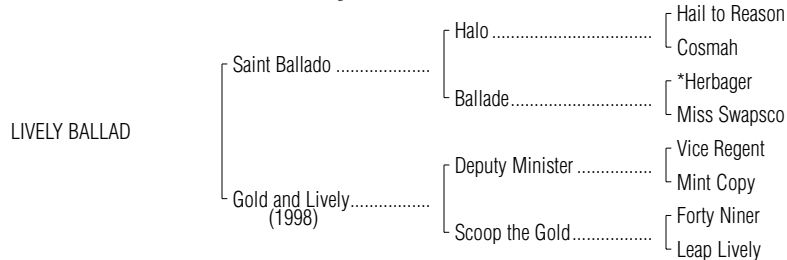 Hail to Reason
Halo ................................
Cosmah
Saint Ballado ...................
*Herbager
Ballade............................
Miss Swapsco
LIVELY BALLAD
Vice Regent
Deputy Minister ...............
Mint Copy
Gold and Lively................
(1998)
Forty Niner
Scoop the Gold................
Leap Lively